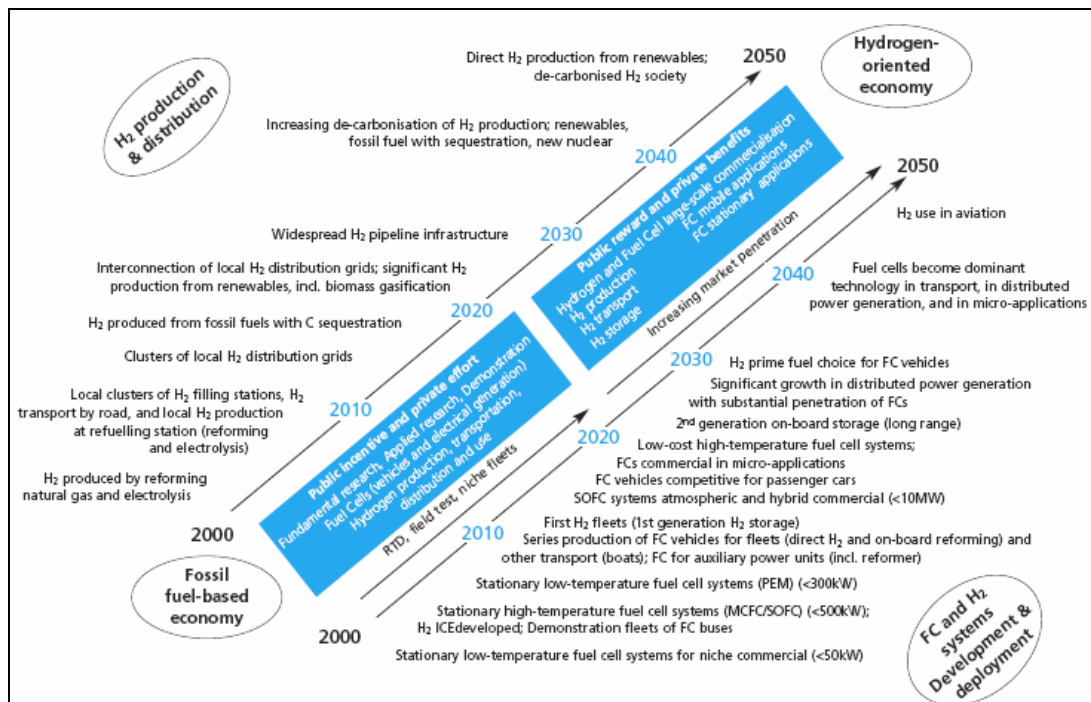 H₂ production
& distribution
Direct H₂ production from renewables;
de-carbonised H₂ society
2050
Hydrogen-
oriented
economy
Increasing de-carbonisation of H₂ production; renewables,
fossil fuel with sequestration, new nuclear
2040
Widespread H₂ pipeline infrastructure
2030
Interconnection of local H₂ distribution grids; significant H₂
production from renewables, incl. biomass gasification
2020
H₂ produced from fossil fuels with C sequestration
Clusters of local H₂ distribution grids
Local clusters of H₂ filling stations, H₂
transport by road, and local H₂ production
at refuelling station (reforming
and electrolysis)
2010
H₂ produced by reforming
natural gas and electrolysis
2000
Fossil
fuel-based
economy
Public reward and private benefits
Hydrogen and Fuel Cell large-scale commercialisation
H₂ production
FC mobile applications
H₂ transport
FC stationary applications
H₂ storage
Public incentive and private effort
Fundamental research, Applied research, Demonstration
Fuel Cells (vehicles and electrical generation)
Hydrogen production, transportation,
distribution and use
RTD, field test, niche fleets
Increasing market penetration
2050
H₂ use in aviation
2040
Fuel cells become dominant
technology in transport, in distributed
power generation, and in micro-applications
2030
H₂ prime fuel choice for FC vehicles
Significant growth in distributed power generation
with substantial penetration of FCs
2nd generation on-board storage (long range)
2020
Low-cost high-temperature fuel cell systems;
FCs commercial in micro-applications
FC vehicles competitive for passenger cars
SOFC systems atmospheric and hybrid commercial (<10MW)
2010
First H₂ fleets (1st generation H₂ storage)
Series production of FC vehicles for fleets (direct H₂ and on-board reforming) and
other transport (boats); FC for auxiliary power units (incl. reformer)
Stationary low-temperature fuel cell systems (PEM) (<300kW)
Stationary high-temperature fuel cell systems (MCFC/SOFC) (<500kW);
H₂ ICEdeveloped; Demonstration fleets of FC buses
2000
Stationary low-temperature fuel cell systems for niche commercial (<50kW)
FC and H₂
systems
Development &
deployment